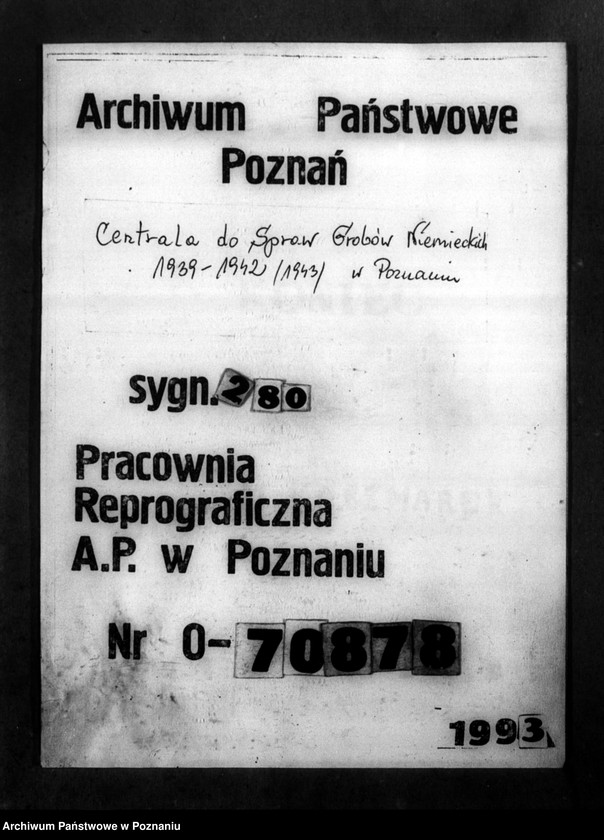 Archiwum Państwowe
Poznań
Centrala do Spraw Grobów Niemieckich
1939-1942 /1943/ w Poznaniu
sygn. 280
Pracownia
Reprograficzna
A.P. w Poznaniu
Nr O-70878
1993
Archiwum Państwowe w Poznaniu